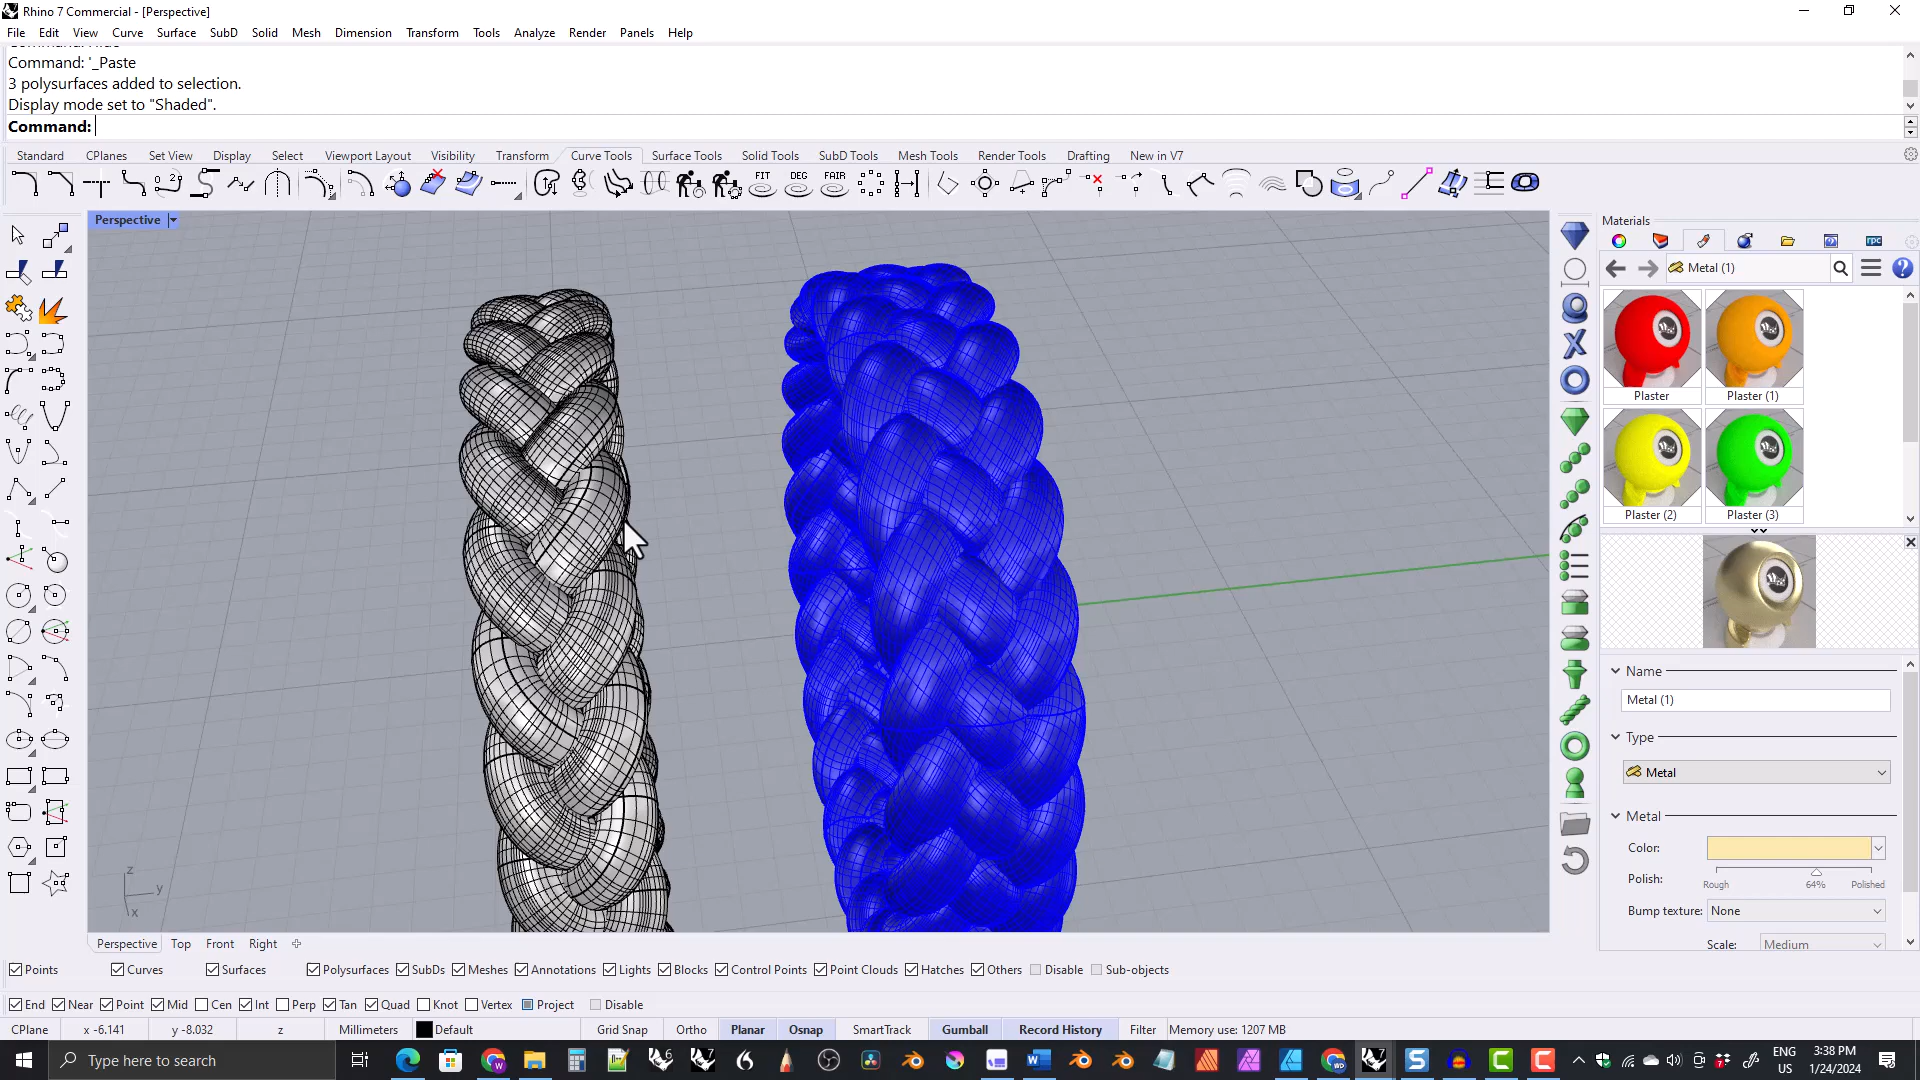 Rhino 7 Commercial - [Perspective]
File Edit View Curve Surface SubD Solid Mesh Dimension Transform Tools Analyze Render Panels Help
Command: '_Paste
3 polysurfaces added to selection.
Display mode set to "Shaded".
Command:
Standard CPlanes Set View Display Select Viewport Layout Visibility Transform Curve Tools Surface Tools Solid Tools SubD Tools Mesh Tools Render Tools Drafting New in V7
FIT DEG FAIR
Perspective
Materials
rpc
Metal (1)
Plaster Plaster (1)
Plaster (2) Plaster (3)
Name
Metal (1)
Type
Metal
Metal
Color:
Polish: Rough 64% Polished
Bump texture: None
Scale: Medium
z
y
x
Perspective Top Front Right
Points Curves Surfaces Polysurfaces SubDs Meshes Annotations Lights Blocks Control Points Point Clouds Hatches Others Disable Sub-objects
End Near Point Mid Cen Int Perp Tan Quad Knot Vertex Project Disable
CPlane x -6.141 y -8.032 z Millimeters Default Grid Snap Ortho Planar Osnap SmartTrack Gumball Record History Filter Memory use: 1207 MB
Type here to search
ENG
US
3:38 PM
1/24/2024